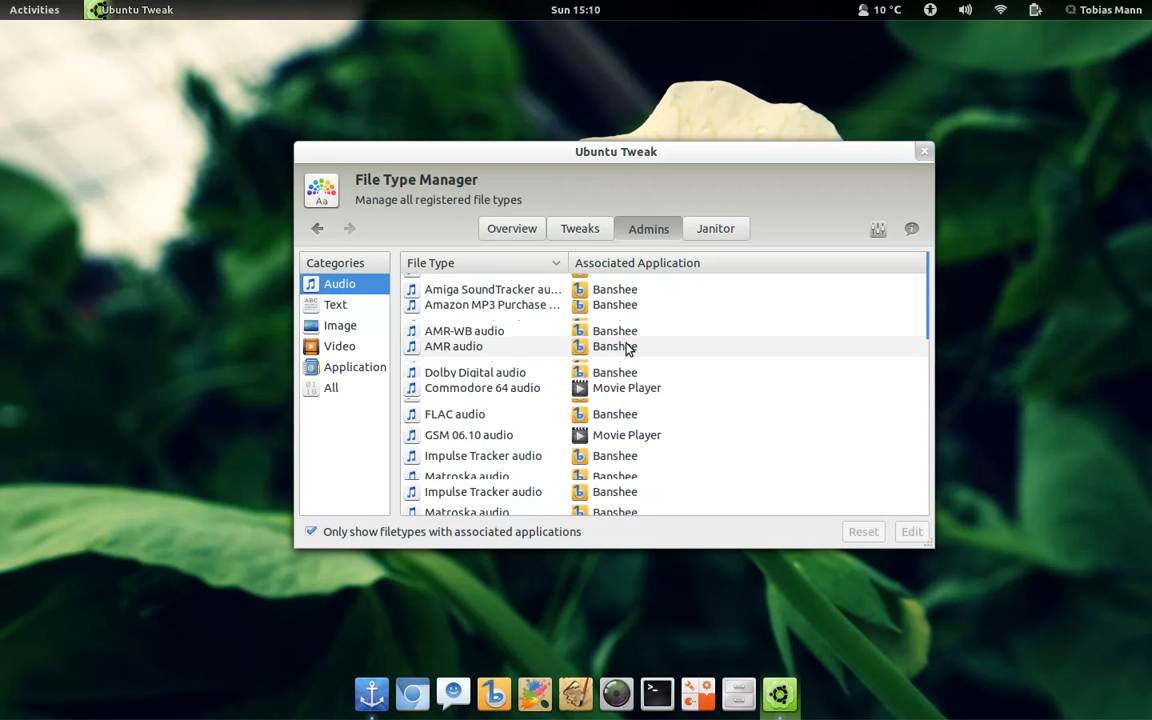 Activities Ubuntu Tweak Sun 15:10 10 °C Tobias Mann
Ubuntu Tweak
File Type Manager
Aa
Manage all registered file types
Overview Tweaks Admins Janitor
Categories File Type Associated Application
Audio
Text
Image
Video
Application
All
Amiga SoundTracker au... Banshee
Amazon MP3 Purchase ... Banshee
AMR-WB audio Banshee
AMR audio Banshee
Dolby Digital audio Banshee
Commodore 64 audio Movie Player
FLAC audio Banshee
GSM 06.10 audio Movie Player
Impulse Tracker audio Banshee
Matroska audio Banshee
Impulse Tracker audio Banshee
Matroska audio Banshee
Only show filetypes with associated applications Reset Edit